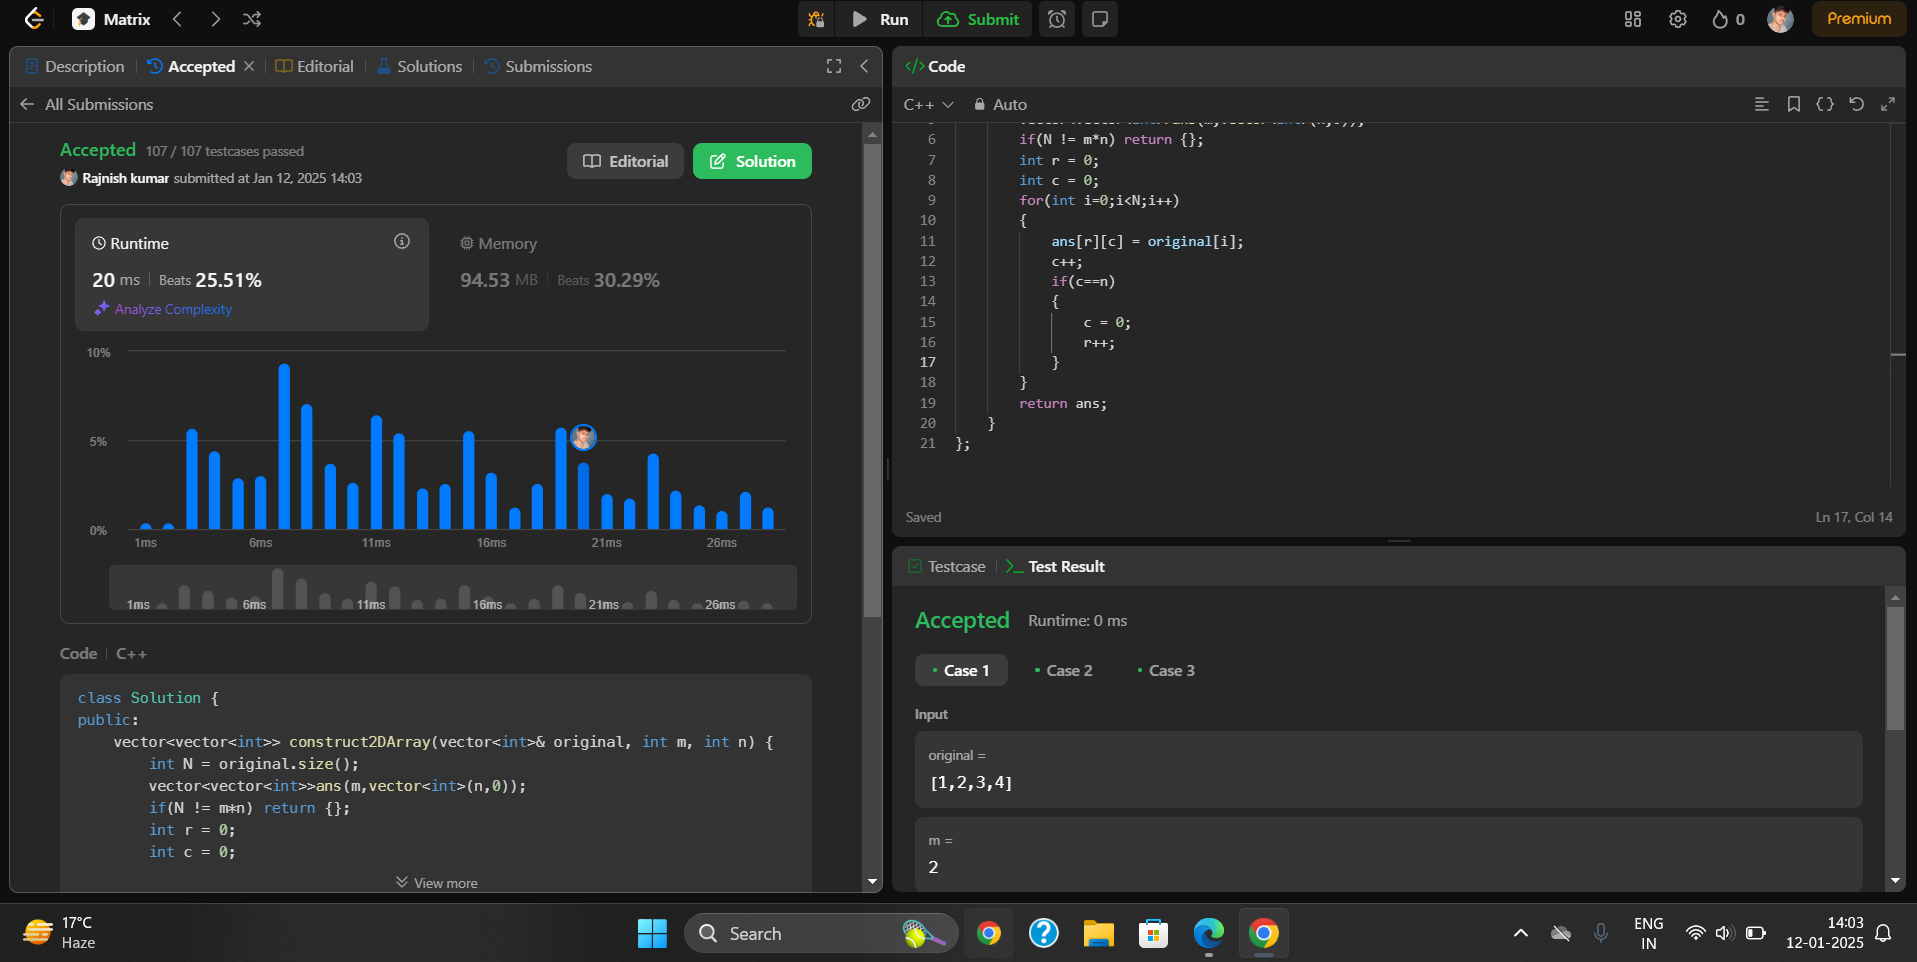 Matrix
Run
Submit
0
Premium
Description
Accepted
Editorial
Solutions
Submissions
All Submissions
Accepted 107 / 107 testcases passed
Rajnish kumar submitted at Jan 12, 2025 14:03
Editorial
Solution
Runtime
20 ms Beats 25.51%
Analyze Complexity
Memory
94.53 MB Beats 30.29%
10%
5%
0%
1ms 6ms 11ms 16ms 21ms 26ms
1ms 6ms 11ms 16ms 21ms 26ms
Code C++
class Solution {
public:
    vector<vector<int>> construct2DArray(vector<int>& original, int m, int n) {
        int N = original.size();
        vector<vector<int>>ans(m,vector<int>(n,0));
        if(N != m*n) return {};
        int r = 0;
        int c = 0;
View more
</> Code
C++ Auto
6 if(N != m*n) return {};
7 int r = 0;
8 int c = 0;
9 for(int i=0;i<N;i++)
10 {
11 ans[r][c] = original[i];
12 c++;
13 if(c==n)
14 {
15 c = 0;
16 r++;
17 }
18 }
19 return ans;
20 }
21 };
Saved
Ln 17, Col 14
Testcase
Test Result
Accepted Runtime: 0 ms
Case 1
Case 2
Case 3
Input
original =
[1,2,3,4]
m =
2
17°C
Haze
Search
ENG
IN
14:03
12-01-2025